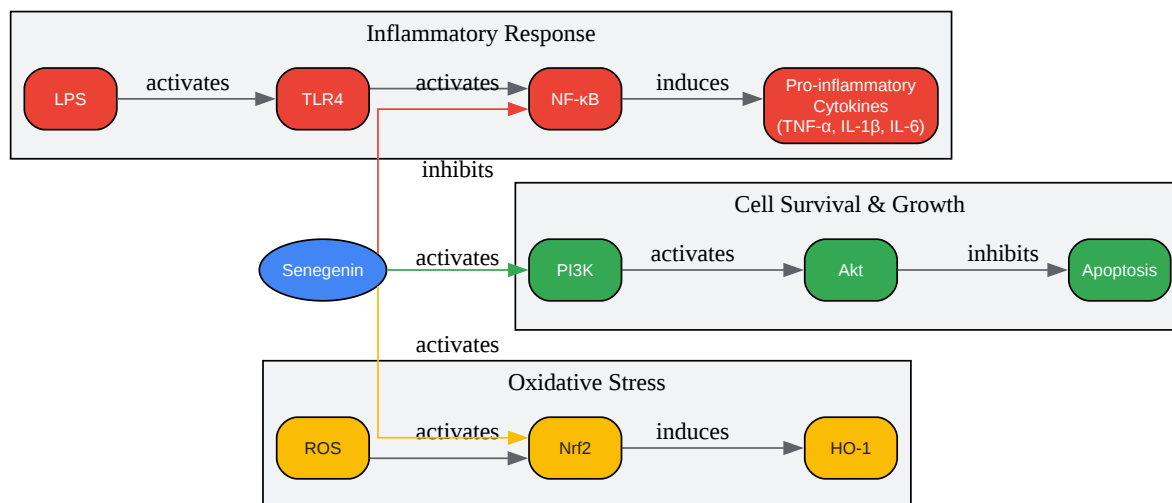 Inflammatory Response
LPS
activates
TLR4
activates
NF-κB
induces
Pro-inflammatory
Cytokines
(TNF-α, IL-1β, IL-6)
inhibits
Cell Survival & Growth
Senegenin
activates
PI3K
activates
Akt
inhibits
Apoptosis
activates
Oxidative Stress
ROS
activates
Nrf2
induces
HO-1